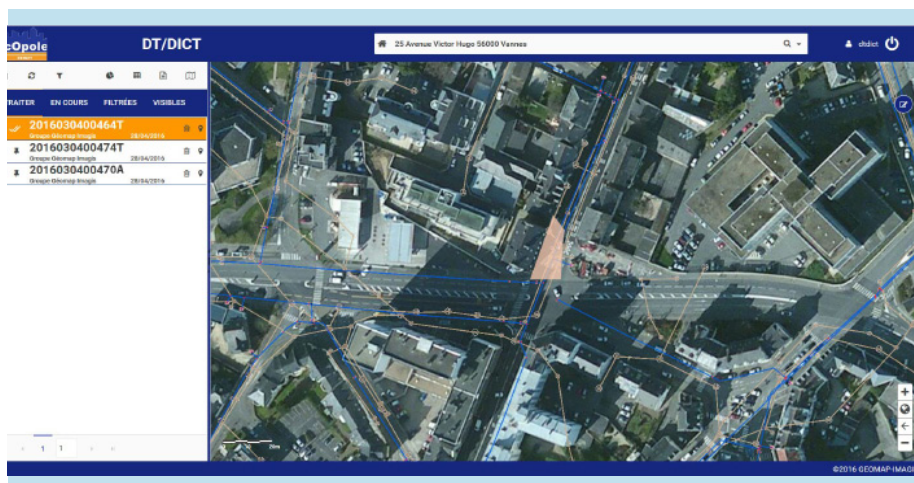 cOpole
DT/DICT
25 Avenue Victor Hugo 56000 Vannes
dtdict
TRAITER EN COURS FILTRÉES VISIBLES
2016030400464T
Groupe Géomap Imagis 28/04/2016
2016030400474T
Groupe Géomap Imagis 28/04/2016
2016030400470A
Groupe Géomap Imagis 28/04/2016
1 1
20m
©2016 GEOMAP-IMAGI